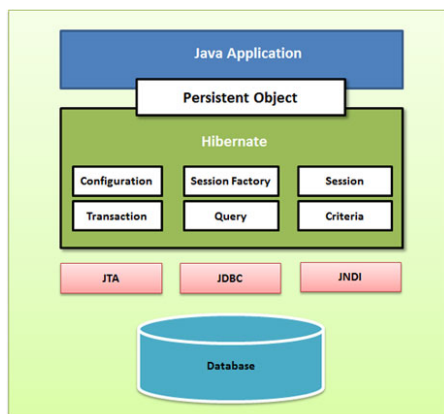 Java Application
Persistent Object
Hibernate
Configuration Session Factory Session
Transaction Query Criteria
JTA JDBC JNDI
Database